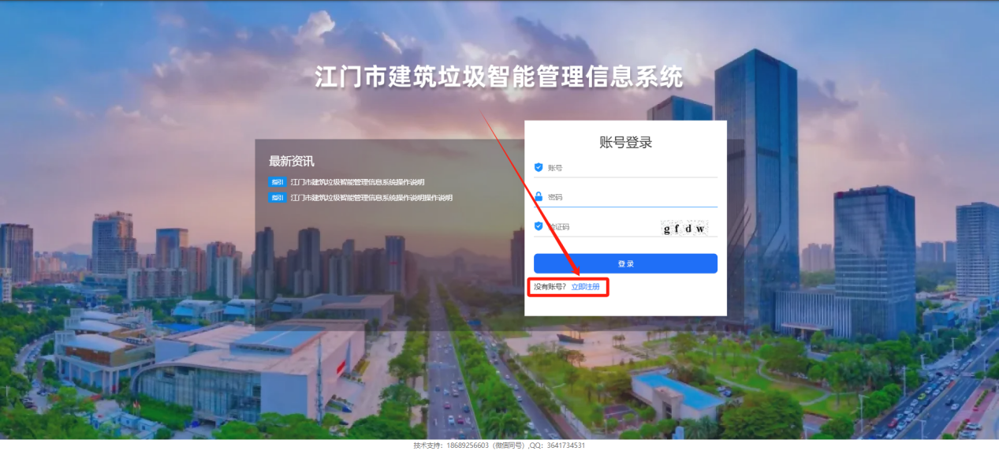 江门市建筑垃圾智能管理信息系统
最新资讯
指引 江门市建筑垃圾智能管理信息系统操作说明
指引 江门市建筑垃圾智能管理信息系统操作说明操作说明
账号登录
账号
密码
验证码
gfdw
登录
没有账号? 立即注册
技术支持：18689256603（微信同号）,QQ：3641734531